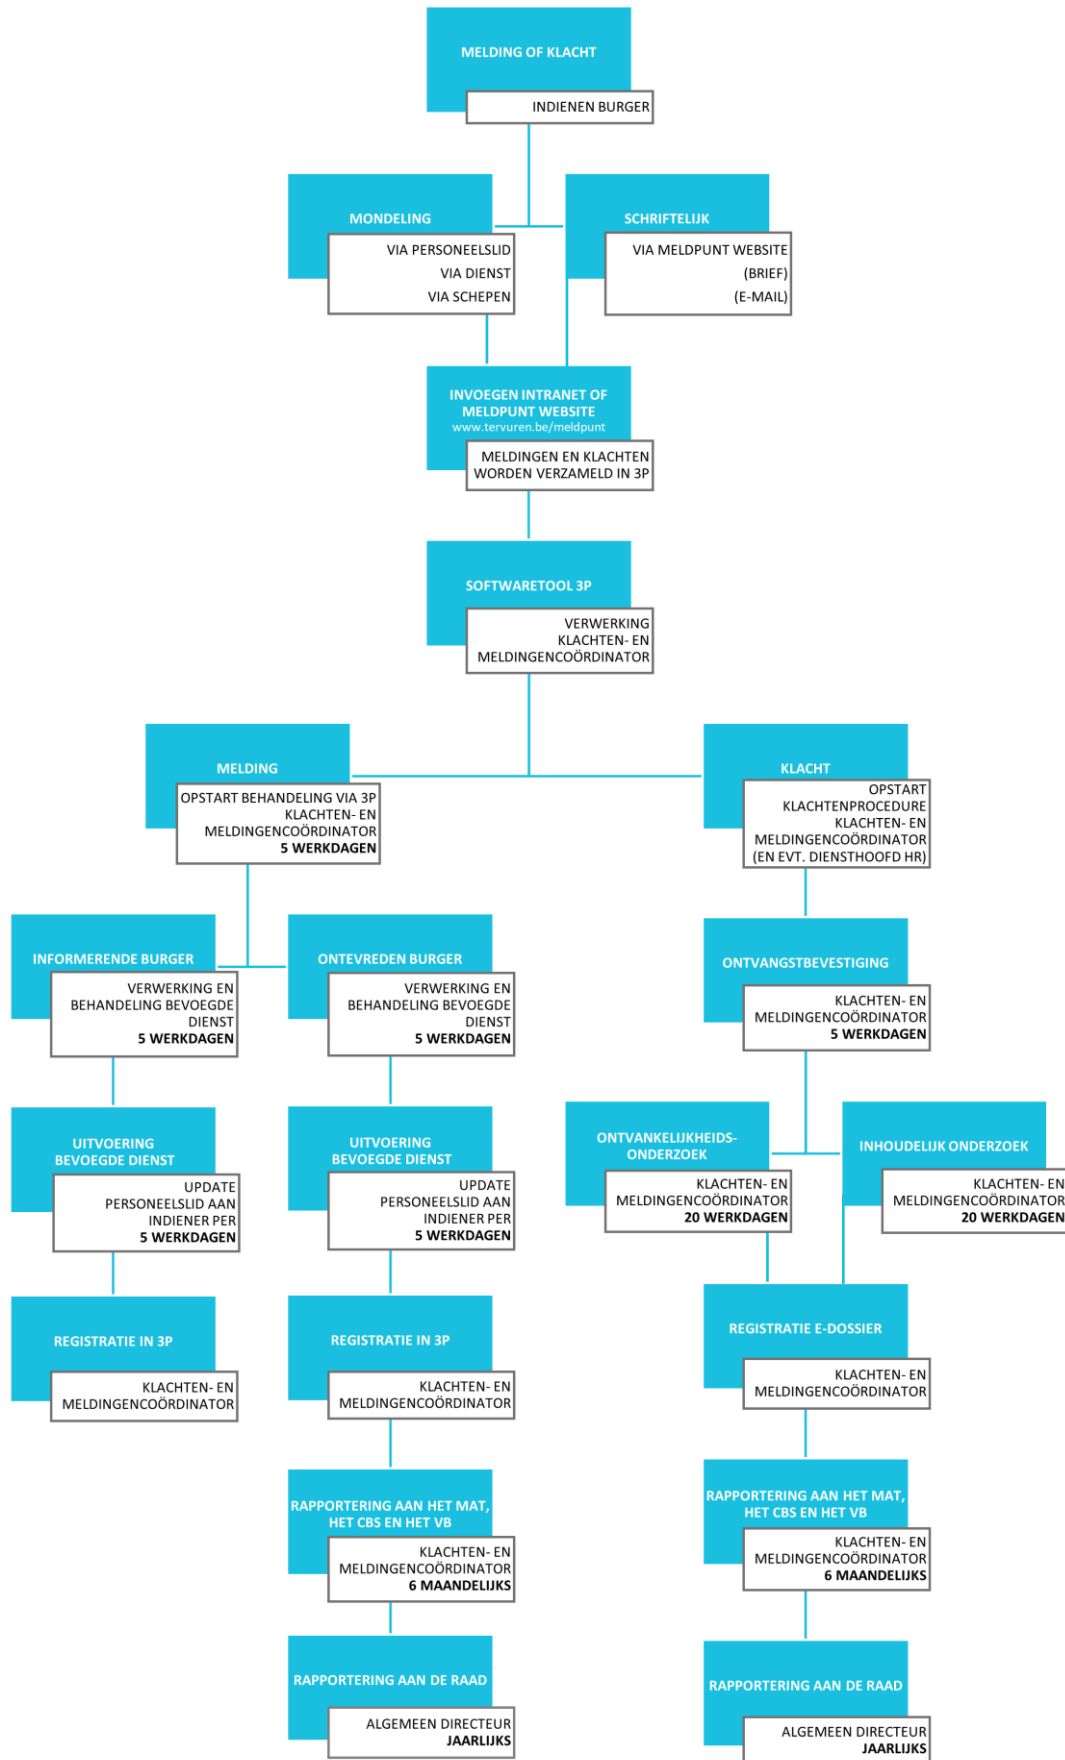 MELDING OF KLACHT
INDIENEN BURGER
MONDELING
VIA PERSONEELSLID
VIA DIENST
VIA SCHEPEN
SCHRIFTELIJK
VIA MELDPUNT WEBSITE
(BRIEF)
(E-MAIL)
INVOEGEN INTRANET OF
MELDPUNT WEBSITE
www.tervuren.be/meldpunt
MELDINGEN EN KLACHTEN
WORDEN VERZAMELD IN 3P
SOFTWARETOOL 3P
VERWERKING
KLACHTEN- EN
MELDINGENCOÖRDINATOR
MELDING
OPSTART BEHANDELING VIA 3P
KLACHTEN- EN
MELDINGENCOÖRDINATOR
5 WERKDAGEN
KLACHT
OPSTART
KLACHTENPROCEDURE
KLACHTEN- EN
MELDINGENCOÖRDINATOR
(EN EVT. DIENSTHOOFD HR)
INFORMERENDE BURGER
VERWERKING EN
BEHANDELING BEVOEGDE
DIENST
5 WERKDAGEN
ONTEVREDEN BURGER
VERWERKING EN
BEHANDELING BEVOEGDE
DIENST
5 WERKDAGEN
ONTVANGSTBEVESTIGING
KLACHTEN- EN
MELDINGENCOÖRDINATOR
5 WERKDAGEN
UITVOERING
BEVOEGDE DIENST
UPDATE
PERSONEELSLID AAN
INDIENER PER
5 WERKDAGEN
UITVOERING
BEVOEGDE DIENST
UPDATE
PERSONEELSLID AAN
INDIENER PER
5 WERKDAGEN
ONTVANKELIJKHEIDS-
ONDERZOEK
KLACHTEN- EN
MELDINGENCOÖRDINATOR
20 WERKDAGEN
INHOUDELIJK ONDERZOEK
KLACHTEN- EN
MELDINGENCOÖRDINATOR
20 WERKDAGEN
REGISTRATIE IN 3P
KLACHTEN- EN
MELDINGENCOÖRDINATOR
REGISTRATIE IN 3P
KLACHTEN- EN
MELDINGENCOÖRDINATOR
REGISTRATIE E-DOSSIER
KLACHTEN- EN
MELDINGENCOÖRDINATOR
RAPPORTERING AAN HET MAT,
HET CBS EN HET VB
KLACHTEN- EN
MELDINGENCOÖRDINATOR
6 MAANDELIJKS
RAPPORTERING AAN HET MAT,
HET CBS EN HET VB
KLACHTEN- EN
MELDINGENCOÖRDINATOR
6 MAANDELIJKS
RAPPORTERING AAN DE RAAD
ALGEMEEN DIRECTEUR
JAARLIJKS
RAPPORTERING AAN DE RAAD
ALGEMEEN DIRECTEUR
JAARLIJKS